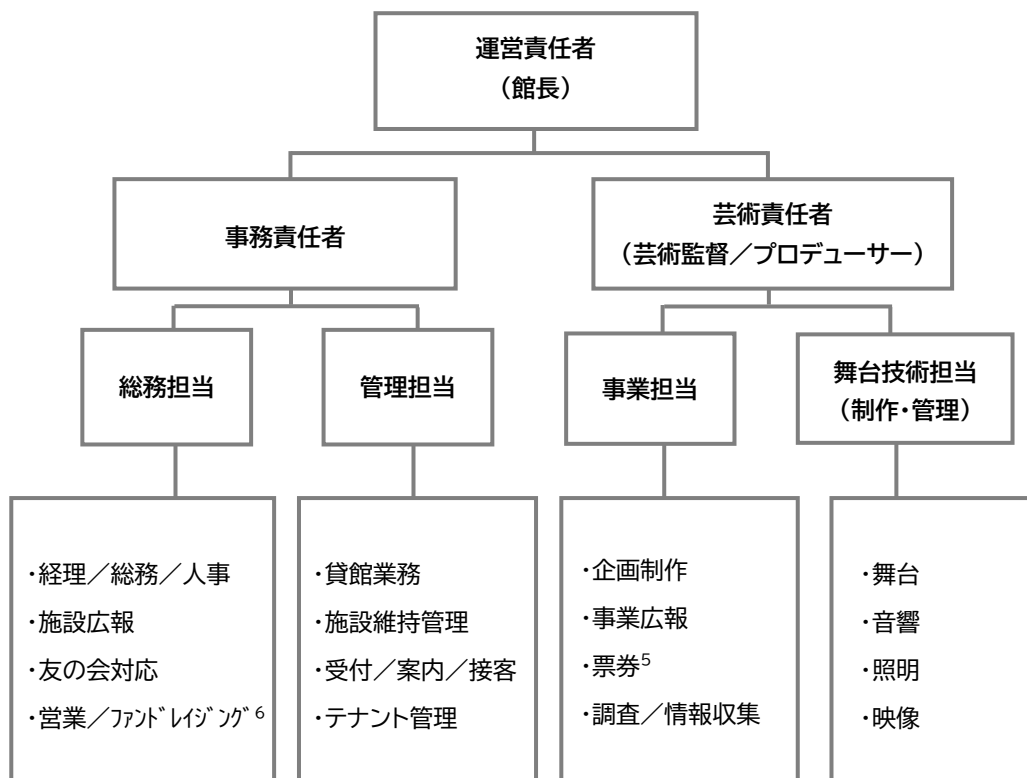 運営責任者
（館長）
事務責任者
芸術責任者
（芸術監督／プロデューサー）
総務担当
管理担当
事業担当
舞台技術担当
（制作・管理）
・経理／総務／人事
・施設広報
・友の会対応
・営業／ﾌｧﾝﾄﾞﾚｲｼﾞﾝｸﾞ6
・貸館業務
・施設維持管理
・受付／案内／接客
・テナント管理
・企画制作
・事業広報
・票券5
・調査／情報収集
・舞台
・音響
・照明
・映像